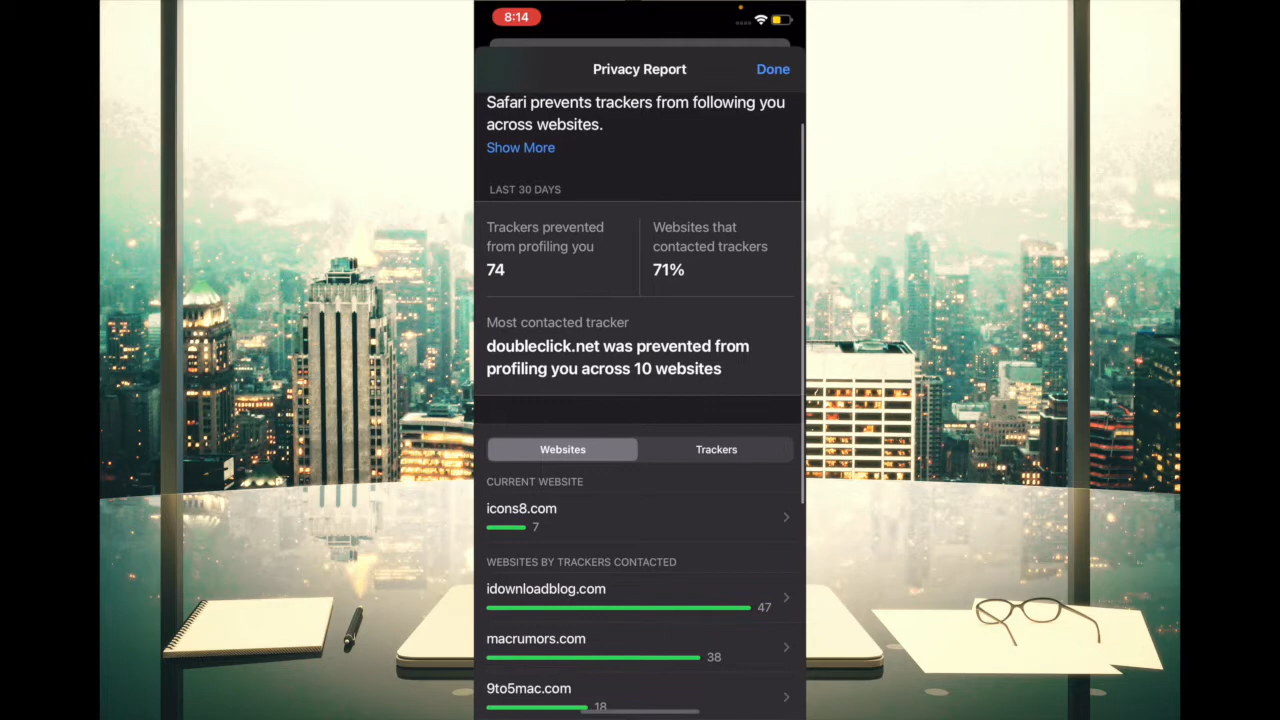 8:14
Privacy Report
Done
Safari prevents trackers from following you
across websites.
Show More
LAST 30 DAYS
Trackers prevented
from profiling you
74
Websites that
contacted trackers
71%
Most contacted tracker
doubleclick.net was prevented from
profiling you across 10 websites
Websites
Trackers
CURRENT WEBSITE
icons8.com
7
WEBSITES BY TRACKERS CONTACTED
idownloadblog.com
47
macrumors.com
38
9to5mac.com
18